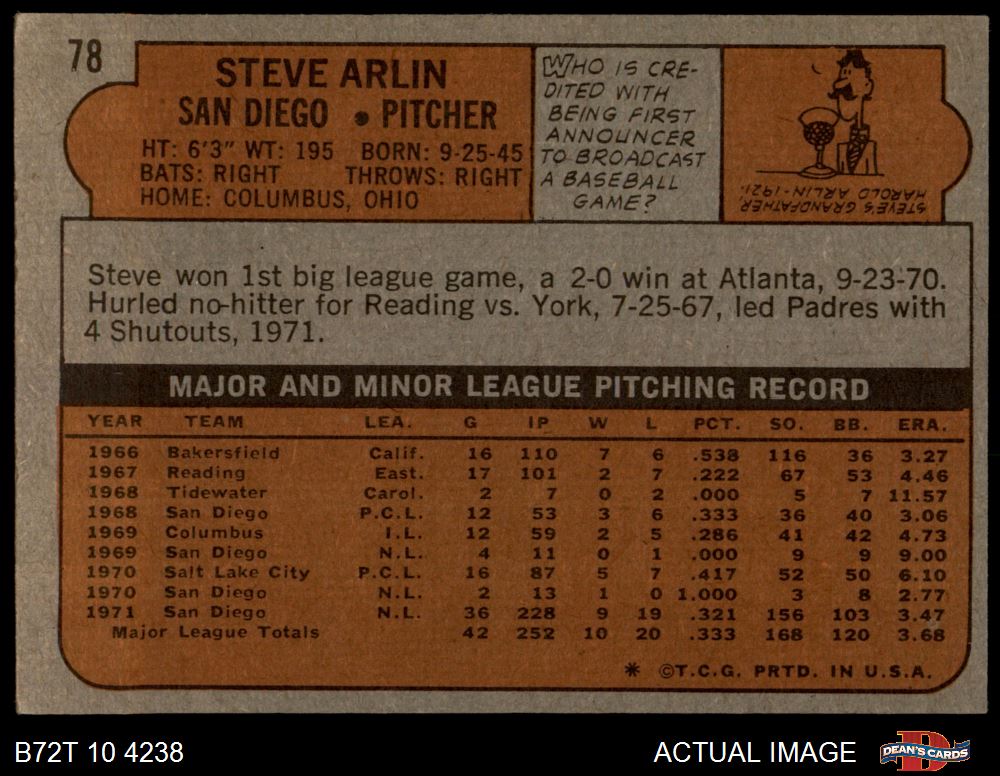 78
STEVE ARLIN
SAN DIEGO • PITCHER
HT: 6'3" WT: 195 BORN: 9-25-45
BATS: RIGHT THROWS: RIGHT
HOME: COLUMBUS, OHIO
WHO IS CRE-
DITED WITH
BEING FIRST
ANNOUNCER
TO BROADCAST
A BASEBALL
GAME?
STEVE'S GRANDFATHER,
HAROLD ARLIN-1921.
Steve won 1st big league game, a 2-0 win at Atlanta, 9-23-70.
Hurled no-hitter for Reading vs. York, 7-25-67, led Padres with
4 Shutouts, 1971.
MAJOR AND MINOR LEAGUE PITCHING RECORD
YEAR TEAM LEA. G IP W L PCT. SO. BB. ERA.
1966 Bakersfield Calif. 16 110 7 6 .538 116 36 3.27
1967 Reading East. 17 101 2 7 .222 67 53 4.46
1968 Tidewater Carol. 2 7 0 2 .000 5 7 11.57
1968 San Diego P.C.L. 12 53 3 6 .333 36 40 3.06
1969 Columbus I.L. 12 59 2 5 .286 41 42 4.73
1969 San Diego N.L. 4 11 0 1 .000 9 9 9.00
1970 Salt Lake City P.C.L. 16 87 5 7 .417 52 50 6.10
1970 San Diego N.L. 2 13 1 0 1.000 3 8 2.77
1971 San Diego N.L. 36 228 9 19 .321 156 103 3.47
Major League Totals 42 252 10 20 .333 168 120 3.68
* ©T.C.G. PRTD. IN U.S.A.
B72T 10 4238
ACTUAL IMAGE
DEAN'S CARDS